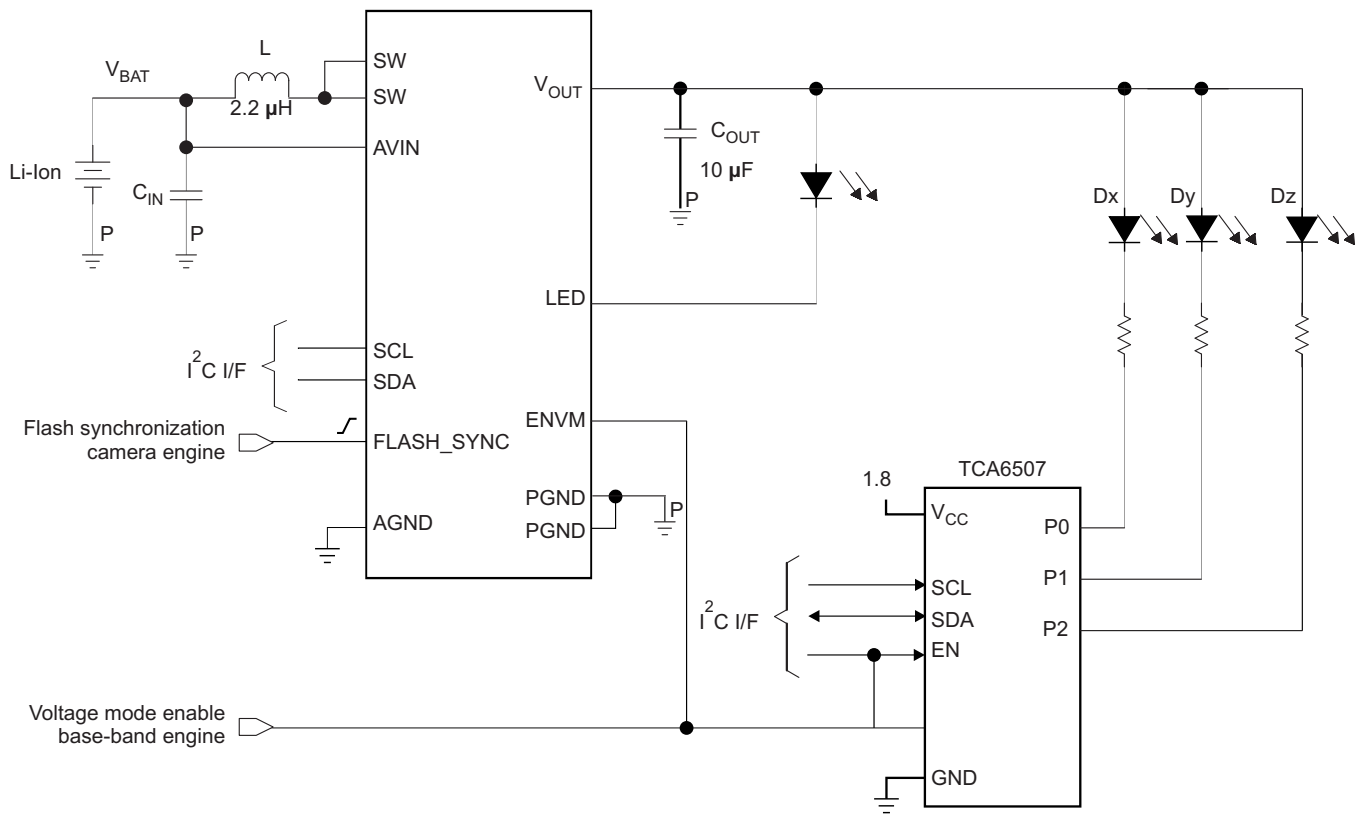 L
V_BAT
2.2 µH
SW
SW
AVIN
Li-Ion
C_IN
P
P
V_OUT
C_OUT
10 µF
P
Dx
Dy
Dz
LED
I²C I/F
SCL
SDA
Flash synchronization
camera engine
FLASH_SYNC
ENVM
PGND
PGND
P
AGND
TCA6507
1.8
V_CC
P0
P1
P2
I²C I/F
SCL
SDA
EN
Voltage mode enable
base-band engine
GND